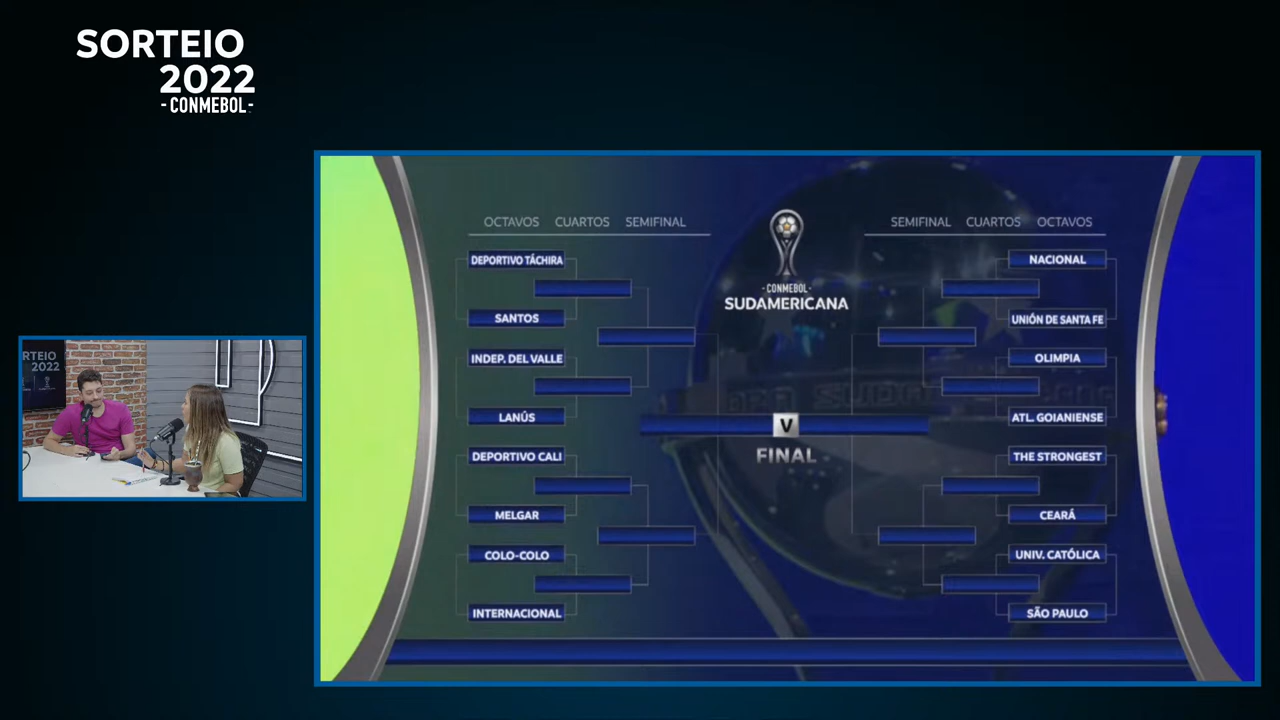 SORTEIO
2022
-CONMEBOL-
RTEIO
2022
OCTAVOS CUARTOS SEMIFINAL
SEMIFINAL CUARTOS OCTAVOS
-CONMEBOL-
SUDAMERICANA
DEPORTIVO TÁCHIRA
SANTOS
INDEP. DEL VALLE
LANÚS
DEPORTIVO CALI
MELGAR
COLO-COLO
INTERNACIONAL
V
FINAL
NACIONAL
UNIÓN DE SANTA FE
OLIMPIA
ATL. GOIANIENSE
THE STRONGEST
CEARÁ
UNIV. CATÓLICA
SÃO PAULO